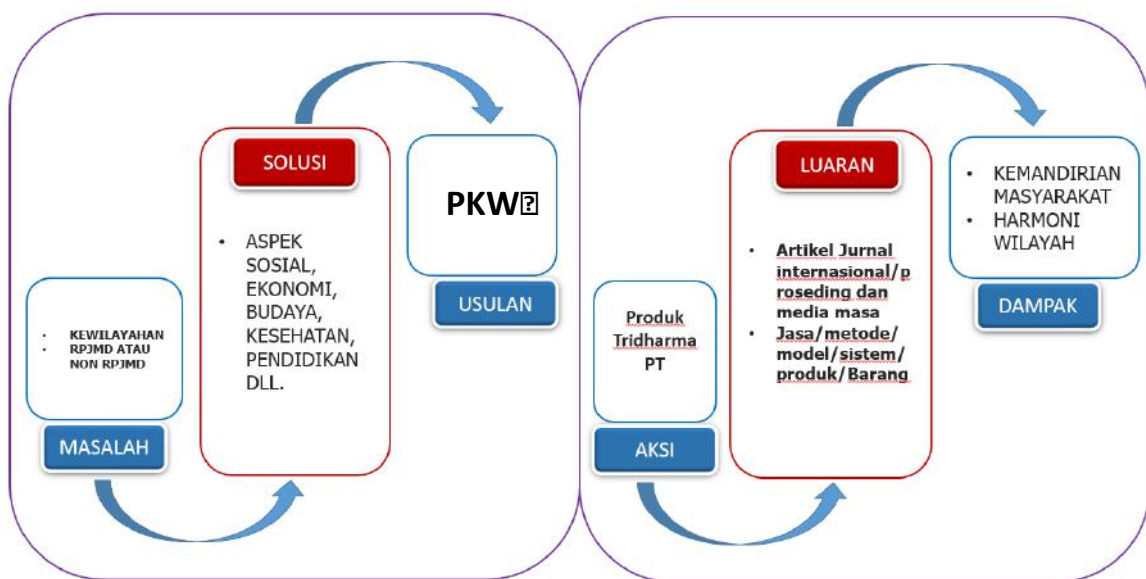 • KEWILAYAHAN
• RPJMD ATAU
NON RPJMD
MASALAH
SOLUSI
• ASPEK
SOSIAL,
EKONOMI,
BUDAYA,
KESEHATAN,
PENDIDIKAN
DLL.
PKW⍰
USULAN
Produk
Tridharma
PT
AKSI
LUARAN
• Artikel Jurnal
internasional/p
roseding dan
media masa
• Jasa/metode/
model/sistem/
produk/Barang
• KEMANDIRIAN
MASYARAKAT
• HARMONI
WILAYAH
DAMPAK